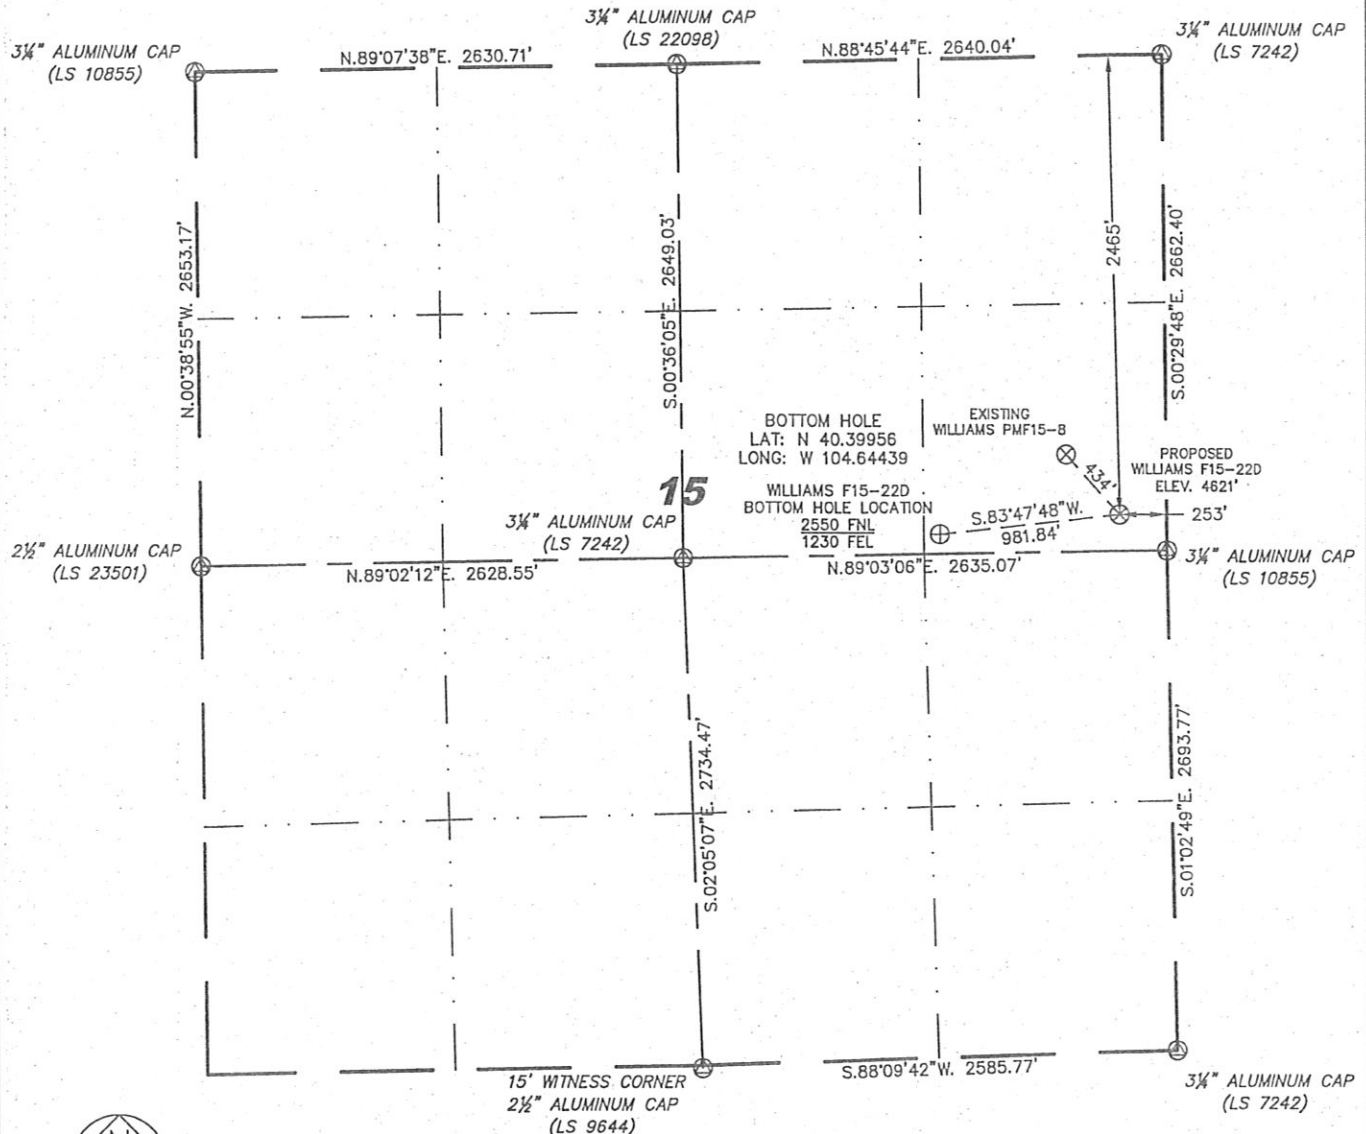 3¼" ALUMINUM CAP
(LS 22098)
3¼" ALUMINUM CAP
(LS 10855)
3¼" ALUMINUM CAP
(LS 7242)
N.89°07'38"E. 2630.71'
N.88°45'44"E. 2640.04'
N.00°38'55"W. 2653.17'
S.00°36'05"E. 2649.03'
2465'
S.00°29'48"E. 2662.40'
BOTTOM HOLE
LAT: N 40.39956
LONG: W 104.64439
EXISTING
WILLIAMS PMF15-8
434'
PROPOSED
WILLIAMS F15-22D
ELEV. 4621'
253'
15
WILLIAMS F15-22D
BOTTOM HOLE LOCATION
2550 FNL
1230 FEL
S.83°47'48"W.
981.84'
3¼" ALUMINUM CAP
(LS 7242)
2½" ALUMINUM CAP
(LS 23501)
3¼" ALUMINUM CAP
(LS 10855)
N.89°02'12"E. 2628.55'
N.89°03'06"E. 2635.07'
S.02°05'07"E. 2734.47'
S.01°02'49"E. 2693.77'
S.88°09'42"W. 2585.77'
15' WITNESS CORNER
2½" ALUMINUM CAP
(LS 9644)
3¼" ALUMINUM CAP
(LS 7242)